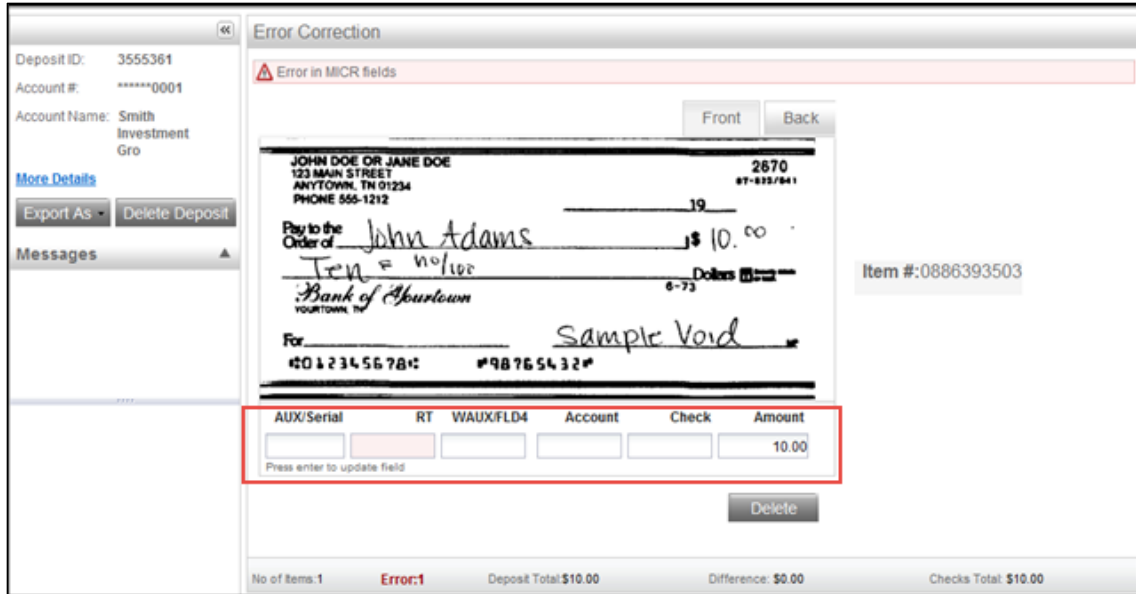 «
Deposit ID: 3555361
Account #: ******0001
Account Name: Smith
Investment
Gro
More Details
Export As
Delete Deposit
Messages
Error Correction
Error in MICR fields
Front
Back
JOHN DOE OR JANE DOE
2670
123 MAIN STREET
87-835/641
ANYTOWN, TN 01234
PHONE 555-1212
19
Pay to the
Order of John Adams $ 10.00
Ten = no/100 Dollars
6-73
Bank of Yourtown
YOURTOWN, TN
For Sample Void
⑆012345678⑆ ⑈98765432⑈
AUX/Serial RT WAUX/FLD4 Account Check Amount
10.00
Press enter to update field
Delete
Item #:0886393503
No of Items:1 Error:1 Deposit Total:$10.00 Difference: $0.00 Checks Total: $10.00